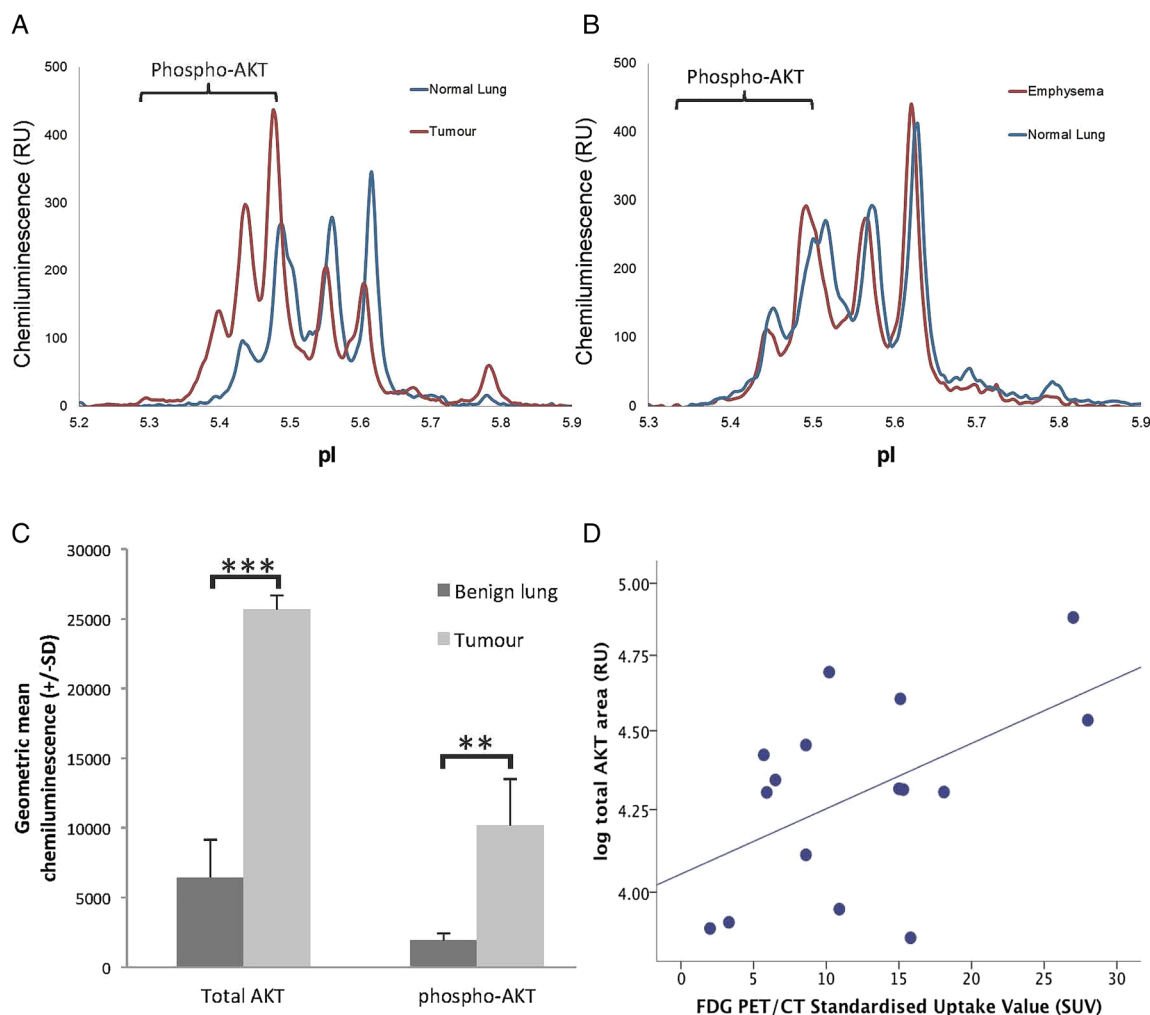 A
Phospho-AKT
Normal Lung
Tumour
Chemiluminescence (RU)
500
400
300
200
100
0
5.2 5.3 5.4 5.5 5.6 5.7 5.8 5.9
pI
B
Phospho-AKT
Emphysema
Normal Lung
Chemiluminescence (RU)
500
400
300
200
100
0
5.3 5.4 5.5 5.6 5.7 5.8 5.9
pI
C
Geometric mean
chemiluminescence (+/-SD)
30000
25000
20000
15000
10000
5000
0
***
**
Benign lung
Tumour
Total AKT phospho-AKT
D
log total AKT area (RU)
5.00
4.75
4.50
4.25
4.00
0 5 10 15 20 25 30
FDG PET/CT Standardised Uptake Value (SUV)